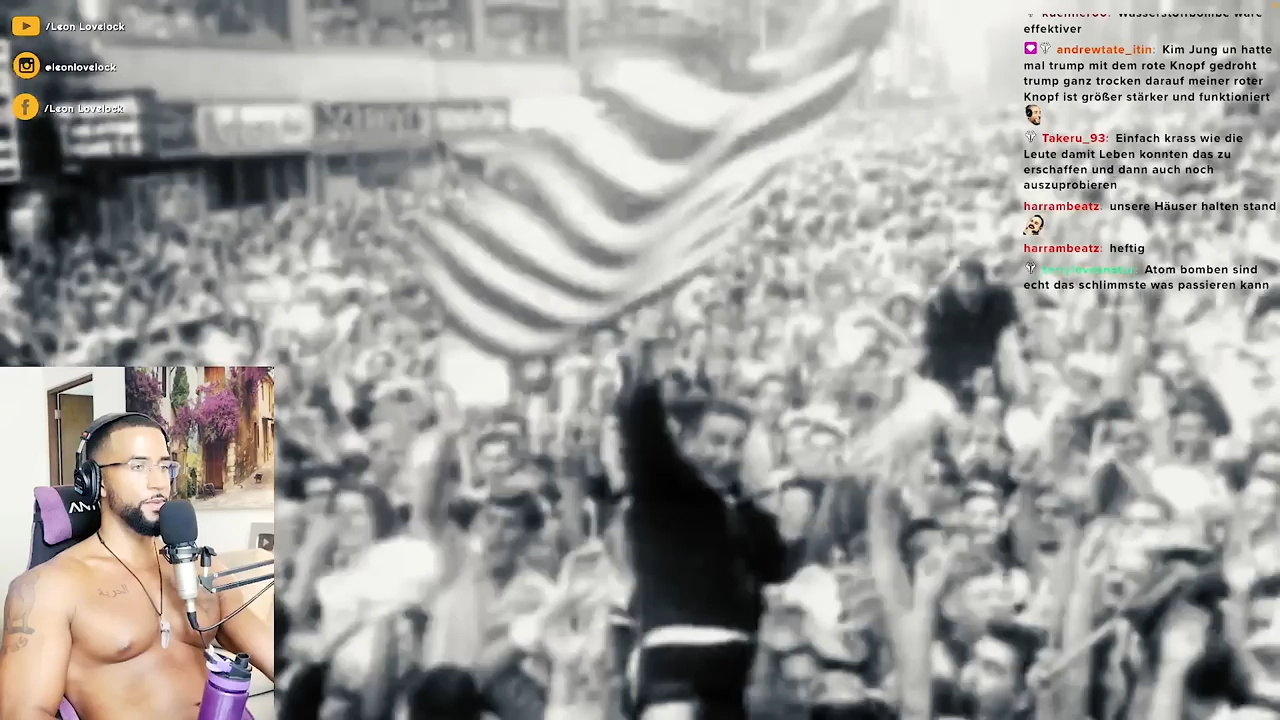 /Leon Lovelock
@leonlovelock
/Leon Lovelock
Wasserstoffbombe wäre
effektiver
andrewtate_itin: Kim Jung un hatte
mal trump mit dem rote Knopf gedroht
trump ganz trocken darauf meiner roter
Knopf ist größer stärker und funktioniert
Takeru_93: Einfach krass wie die
Leute damit Leben konnten das zu
erschaffen und dann auch noch
auszuprobieren
harrambeatz: unsere Häuser halten stand
harrambeatz: heftig
Atom bomben sind
echt das schlimmste was passieren kann